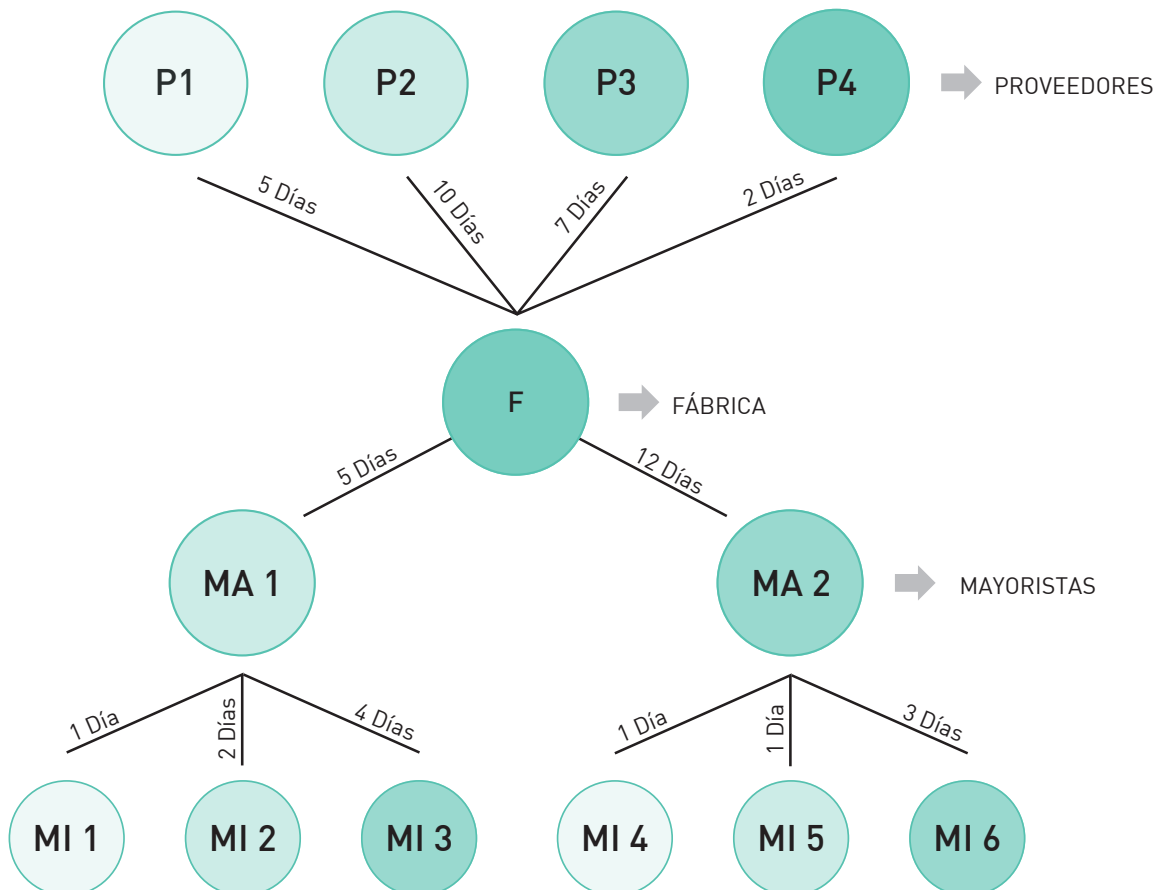 P1
P2
P3
P4
PROVEEDORES
5 Días
10 Días
7 Días
2 Días
F
FÁBRICA
5 Días
12 Días
MA 1
MA 2
MAYORISTAS
1 Día
2 Días
4 Días
1 Día
1 Día
3 Días
MI 1
MI 2
MI 3
MI 4
MI 5
MI 6